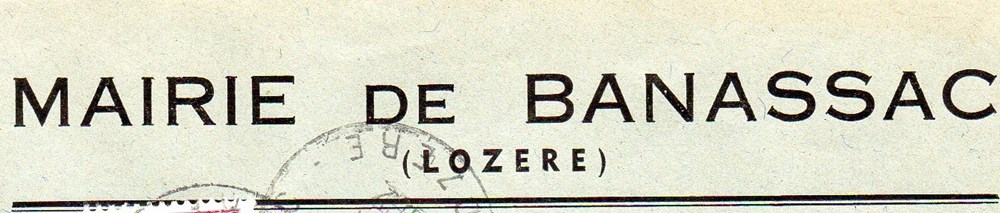 MAIRIE DE BANASSAC
(LOZERE)